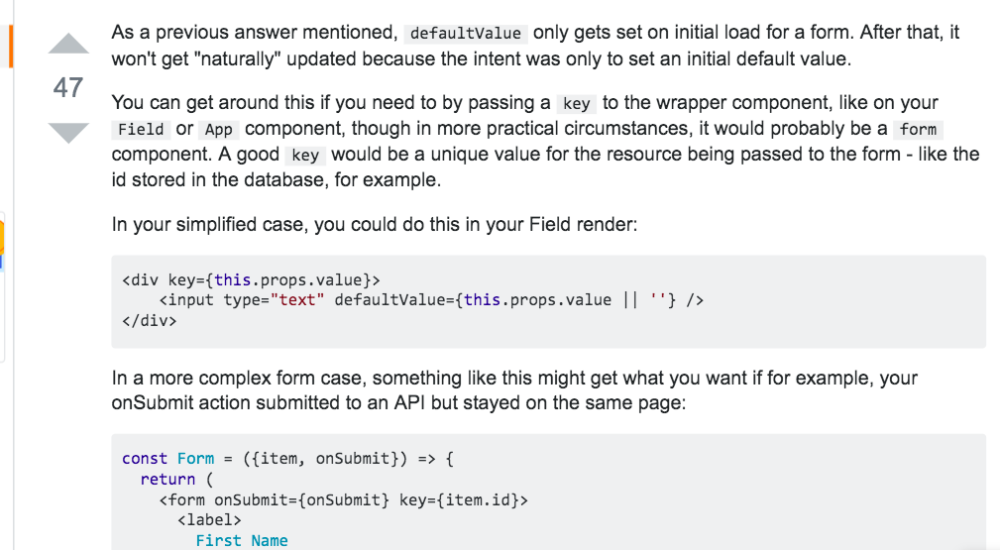 As a previous answer mentioned, defaultValue only gets set on initial load for a form. After that, it
won't get "naturally" updated because the intent was only to set an initial default value.
47
You can get around this if you need to by passing a key to the wrapper component, like on your
Field or App component, though in more practical circumstances, it would probably be a form
component. A good key would be a unique value for the resource being passed to the form - like the
id stored in the database, for example.
In your simplified case, you could do this in your Field render:
<div key={this.props.value}>
    <input type="text" defaultValue={this.props.value || ''} />
</div>
In a more complex form case, something like this might get what you want if for example, your
onSubmit action submitted to an API but stayed on the same page:
const Form = ({item, onSubmit}) => {
  return (
    <form onSubmit={onSubmit} key={item.id}>
      <label>
        First Name